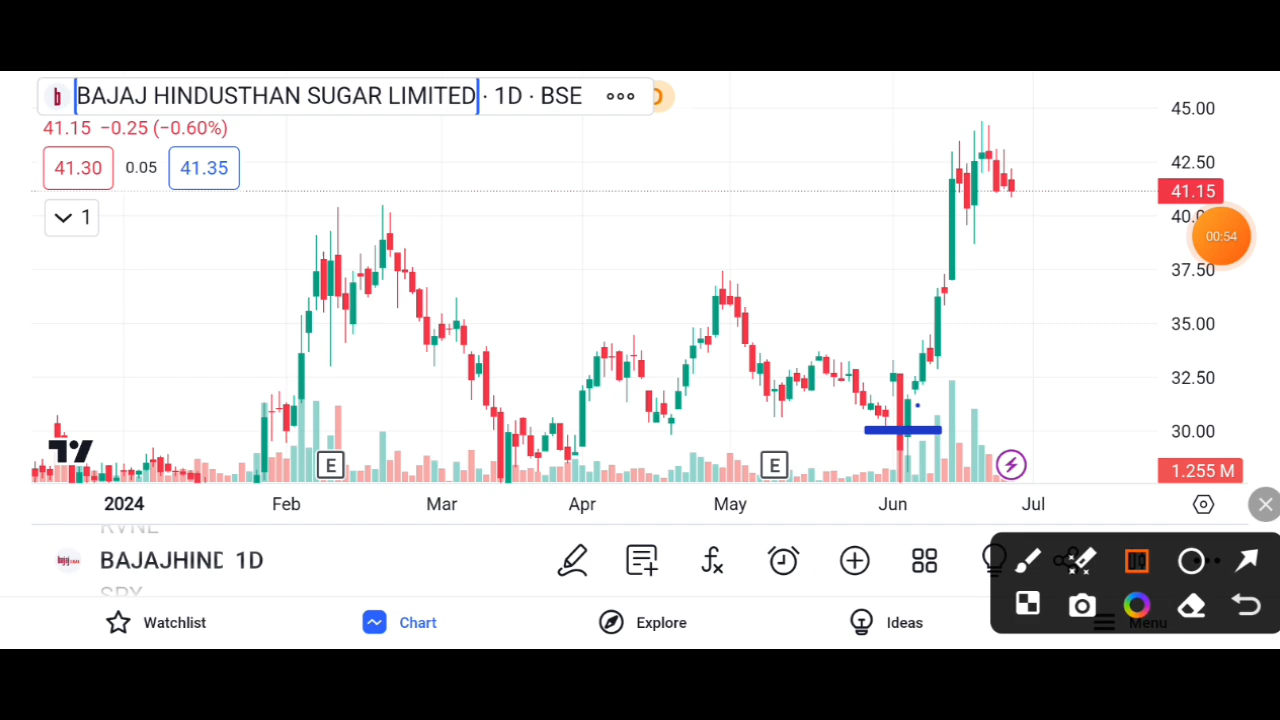 BAJAJ HINDUSTHAN SUGAR LIMITED · 1D · BSE
D
41.15 −0.25 (−0.60%)
41.30 0.05 41.35
1
45.00
42.50
41.15
40.0
00:54
37.50
35.00
32.50
30.00
E E
1.255 M
2024 Feb Mar Apr May Jun Jul
RVNL
BAJAJHIND 1D
SPY
Watchlist Chart Explore Ideas Menu